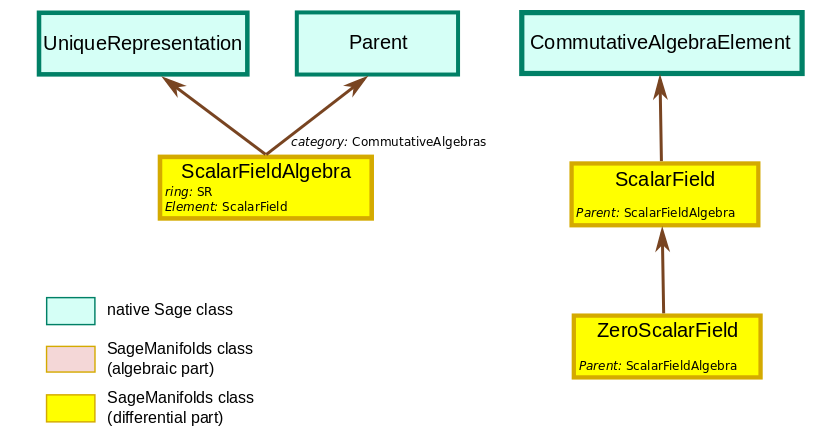 UniqueRepresentation
Parent
CommutativeAlgebraElement
category: CommutativeAlgebras
ScalarFieldAlgebra
ring: SR
Element: ScalarField
ScalarField
Parent: ScalarFieldAlgebra
ZeroScalarField
Parent: ScalarFieldAlgebra
native Sage class
SageManifolds class
(algebraic part)
SageManifolds class
(differential part)